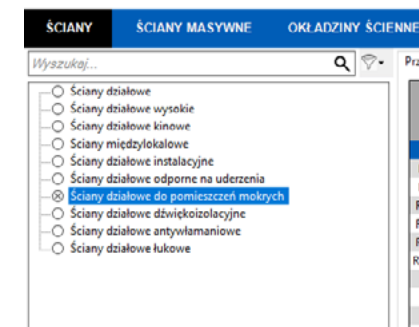 ŚCIANY ŚCIANY MASYWNE OKŁADZINY ŚCIENNE
Wyszukaj...
Ściany działowe
Ściany działowe wysokie
Ściany działowe kinowe
Ściany międzylokalowe
Ściany działowe instalacyjne
Ściany działowe odporne na uderzenia
Ściany działowe do pomieszczeń mokrych
Ściany działowe dźwiękoizolacyjne
Ściany działowe antywłamaniowe
Ściany działowe łukowe